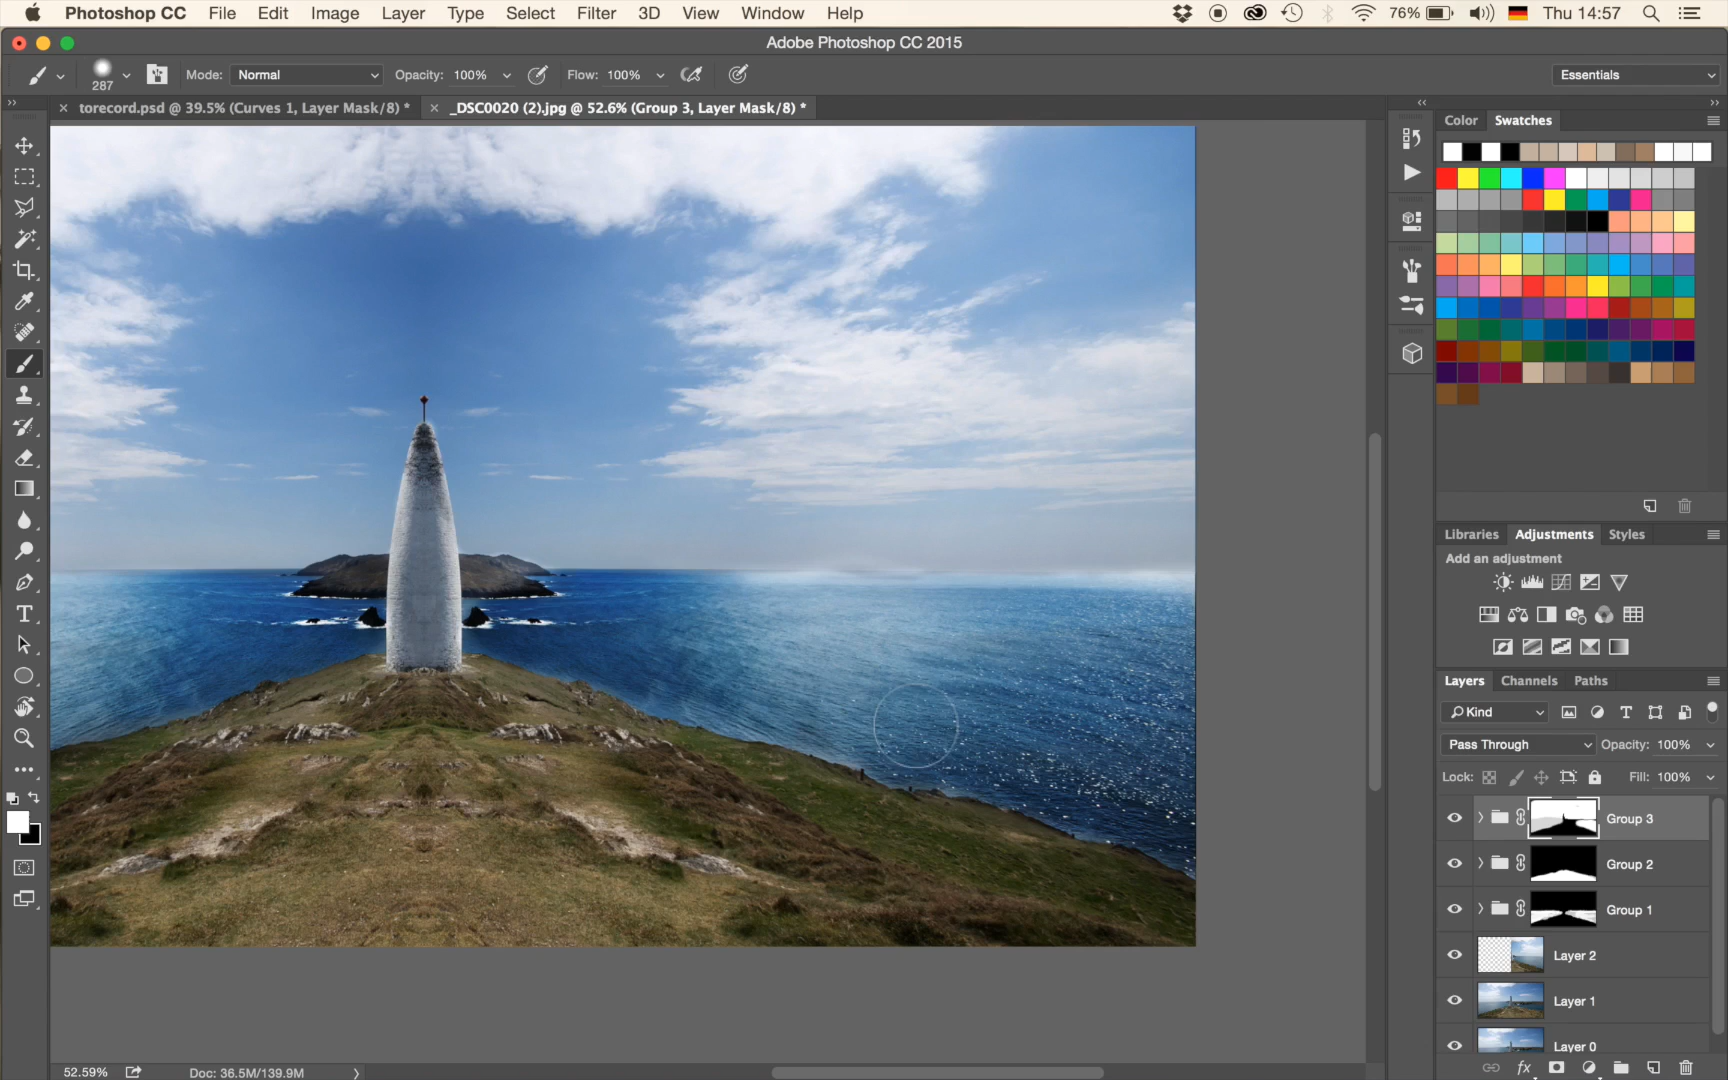 Photoshop CC File Edit Image Layer Type Select Filter 3D View Window Help 76% Thu 14:57
Adobe Photoshop CC 2015
287 Mode: Normal Opacity: 100% Flow: 100% Essentials
torecord.psd @ 39.5% (Curves 1, Layer Mask/8) * _DSC0020 (2).jpg @ 52.6% (Group 3, Layer Mask/8) *
Color Swatches
Libraries Adjustments Styles
Add an adjustment
Layers Channels Paths
Kind
Pass Through Opacity: 100%
Lock: Fill: 100%
Group 3
Group 2
Group 1
Layer 2
Layer 1
Layer 0
fx
52.59% Doc: 36.5M/139.9M